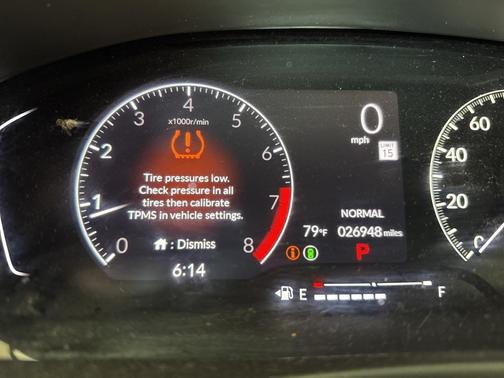 4
3
5
x1000r/min
0
60
mph
LIMIT
15
2
6
40
Tire pressures low.
Check pressure in all
tires then calibrate
TPMS in vehicle settings.
1
7
20
NORMAL
0
: Dismiss
8
79°F
026948 miles
0
6:14
i
P
E
F